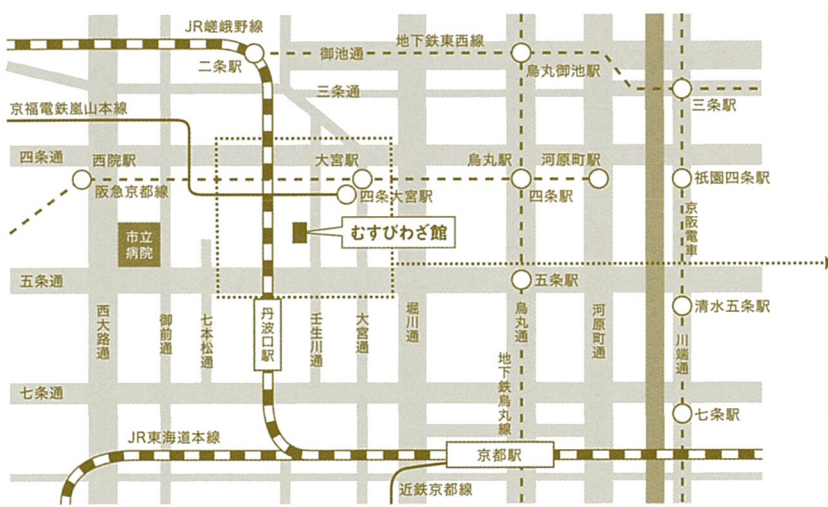 JR嵯峨野線
二条駅
御池通
地下鉄東西線
烏丸御池駅
三条通
三条駅
京福電鉄嵐山本線
四条通
西院駅
大宮駅
烏丸駅
河原町駅
阪急京都線
四条大宮駅
四条駅
祇園四条駅
京阪電車
市立
病院
むすびわざ館
五条通
五条駅
西大路通
御前通
七本松通
丹波口駅
壬生川通
大宮通
堀川通
烏丸通
河原町通
清水五条駅
川端通
地下鉄烏丸線
七条通
七条駅
JR東海道本線
京都駅
近鉄京都線